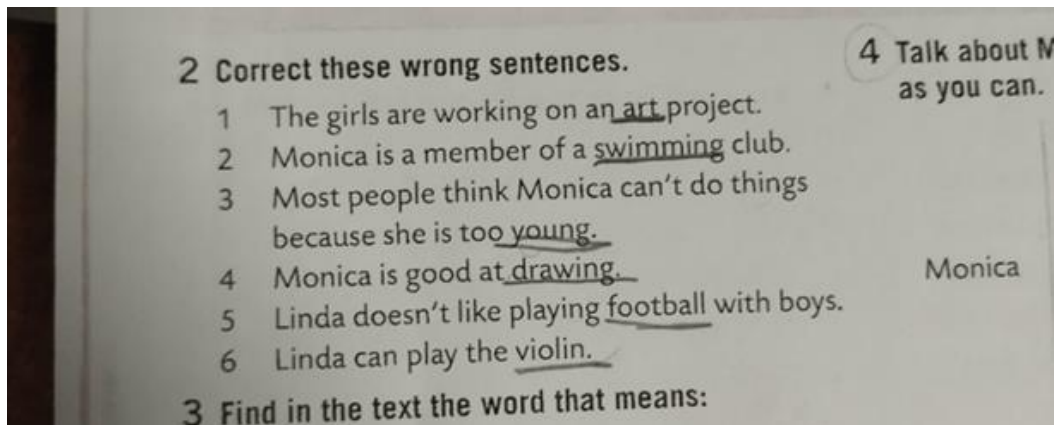 2 Correct these wrong sentences.
1 The girls are working on an art project.
2 Monica is a member of a swimming club.
3 Most people think Monica can't do things
because she is too young.
4 Monica is good at drawing.
5 Linda doesn't like playing football with boys.
6 Linda can play the violin.
3 Find in the text the word that means:
4 Talk about M
as you can.
Monica